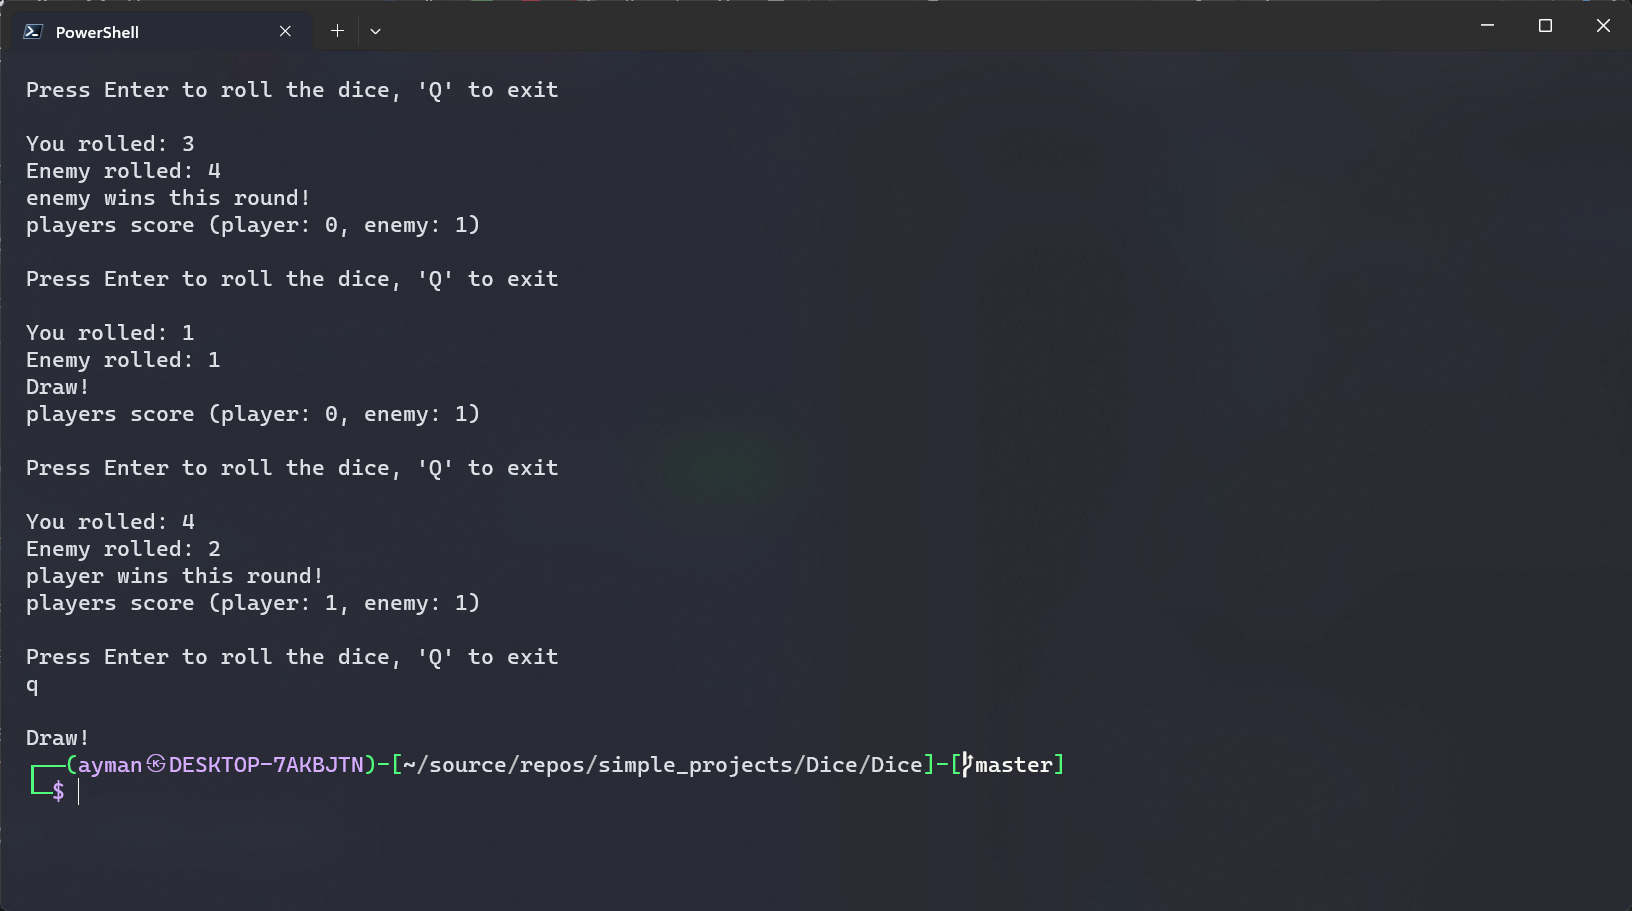 PowerShell
Press Enter to roll the dice, 'Q' to exit
You rolled: 3
Enemy rolled: 4
enemy wins this round!
players score (player: 0, enemy: 1)
Press Enter to roll the dice, 'Q' to exit
You rolled: 1
Enemy rolled: 1
Draw!
players score (player: 0, enemy: 1)
Press Enter to roll the dice, 'Q' to exit
You rolled: 4
Enemy rolled: 2
player wins this round!
players score (player: 1, enemy: 1)
Press Enter to roll the dice, 'Q' to exit
q
Draw!
┌──(ayman㉿DESKTOP-7AKBJTN)-[~/source/repos/simple_projects/Dice/Dice]-[master]
└─$